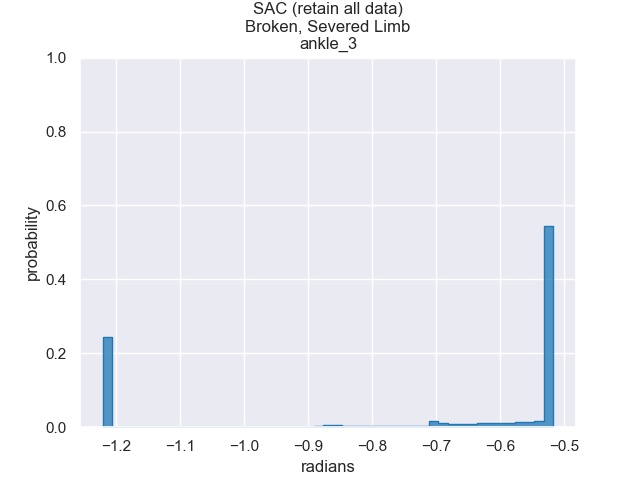 SAC (retain all data)
Broken, Severed Limb
ankle_3
1.0
0.8
0.6
0.4
0.2
0.0
probability
−1.2 −1.1 −1.0 −0.9 −0.8 −0.7 −0.6 −0.5
radians